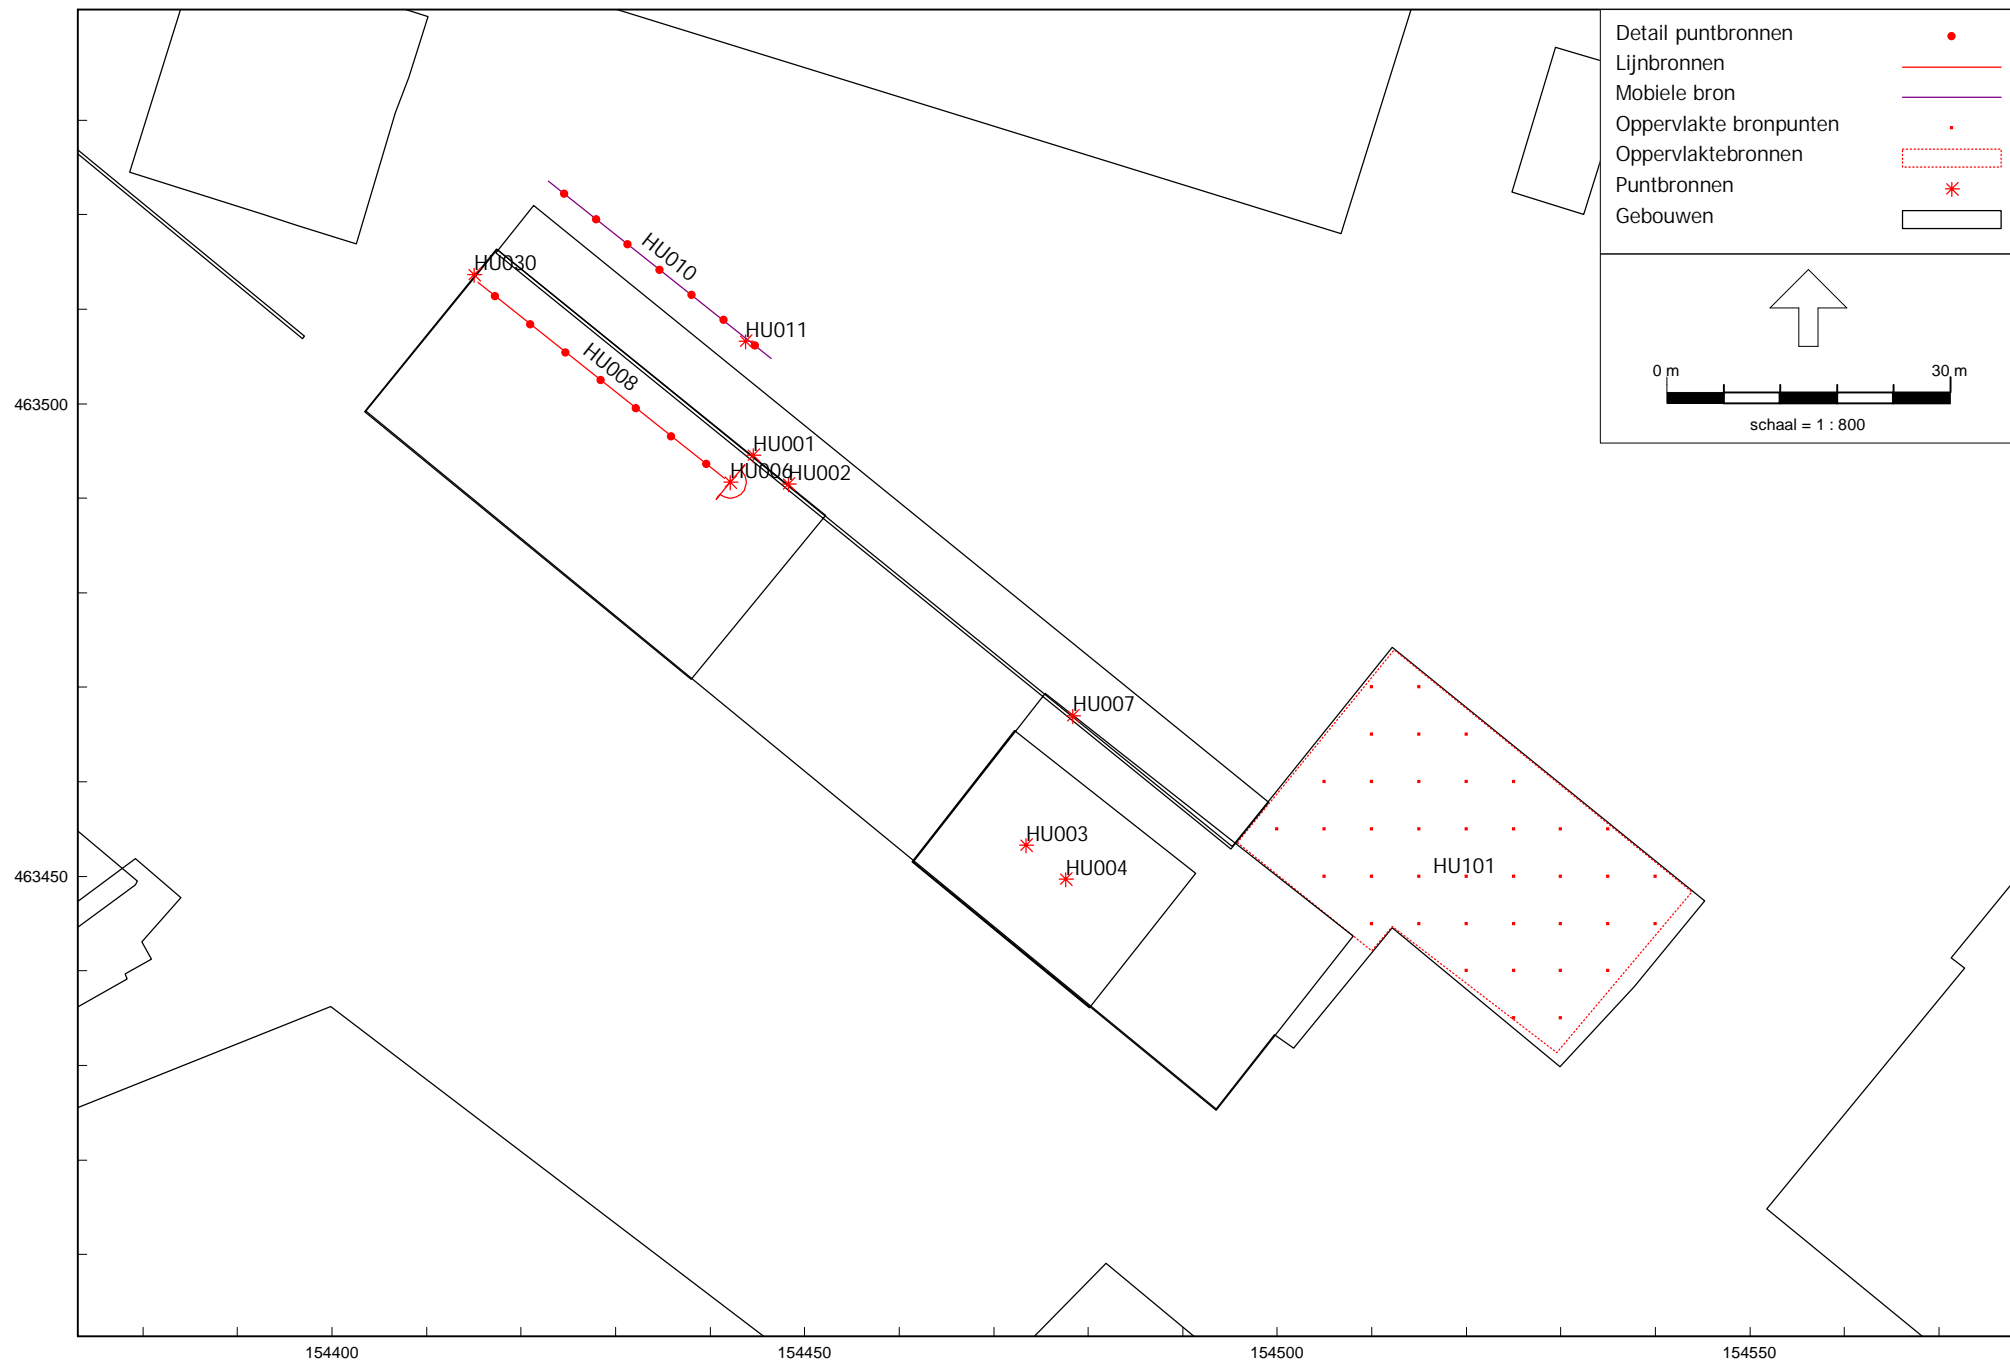 Detail puntbronnen
Lijnbronnen
Mobiele bron
Oppervlakte bronpunten
Oppervlaktebronnen
Puntbronnen
Gebouwen
0 m 30 m
schaal = 1 : 800
HU010
HU030
HU011
HU008
463500
HU001
HU006
HU002
HU007
HU003
HU004
HU101
463450
154400 154450 154500 154550